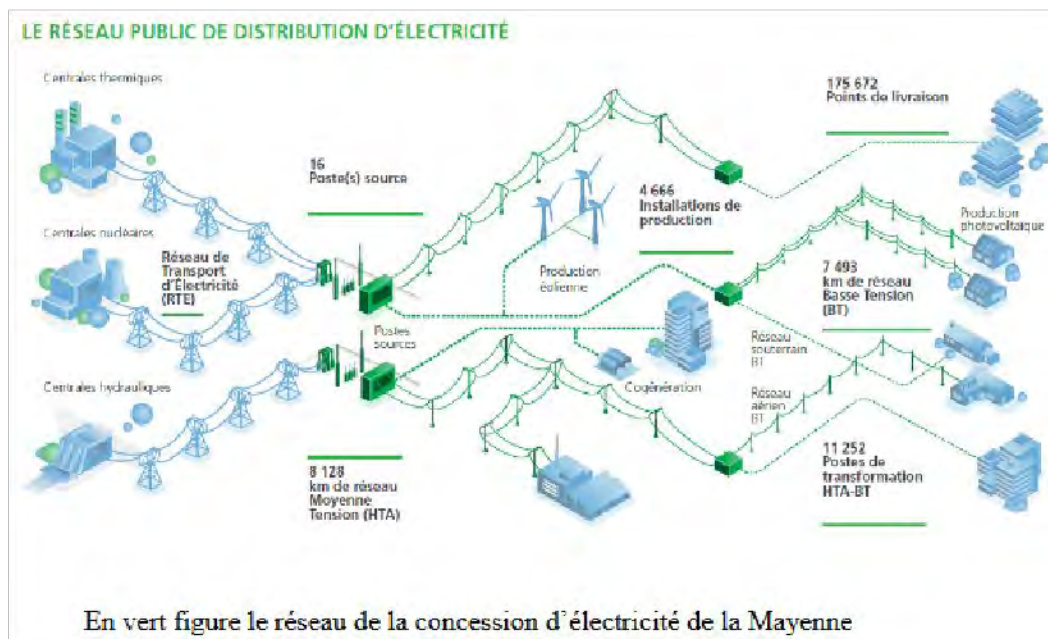 LE RÉSEAU PUBLIC DE DISTRIBUTION D'ÉLECTRICITÉ
Centrales thermiques
175 672
Points de livraison
16
Poste(s) source
4 666
Installations de
production
Centrales nucléaires
Réseau de
Transport
d'Électricité
(RTE)
Production
éolienne
Production
photovoltaïque
7 493
km de réseau
Basse Tension
(BT)
Postes
sources
Réseau
souterrain
BT
Centrales hydrauliques
Cogénération
Réseau
aérien
BT
8 128
km de réseau
Moyenne
Tension (HTA)
11 252
Postes de
transformation
HTA-BT
En vert figure le réseau de la concession d'électricité de la Mayenne